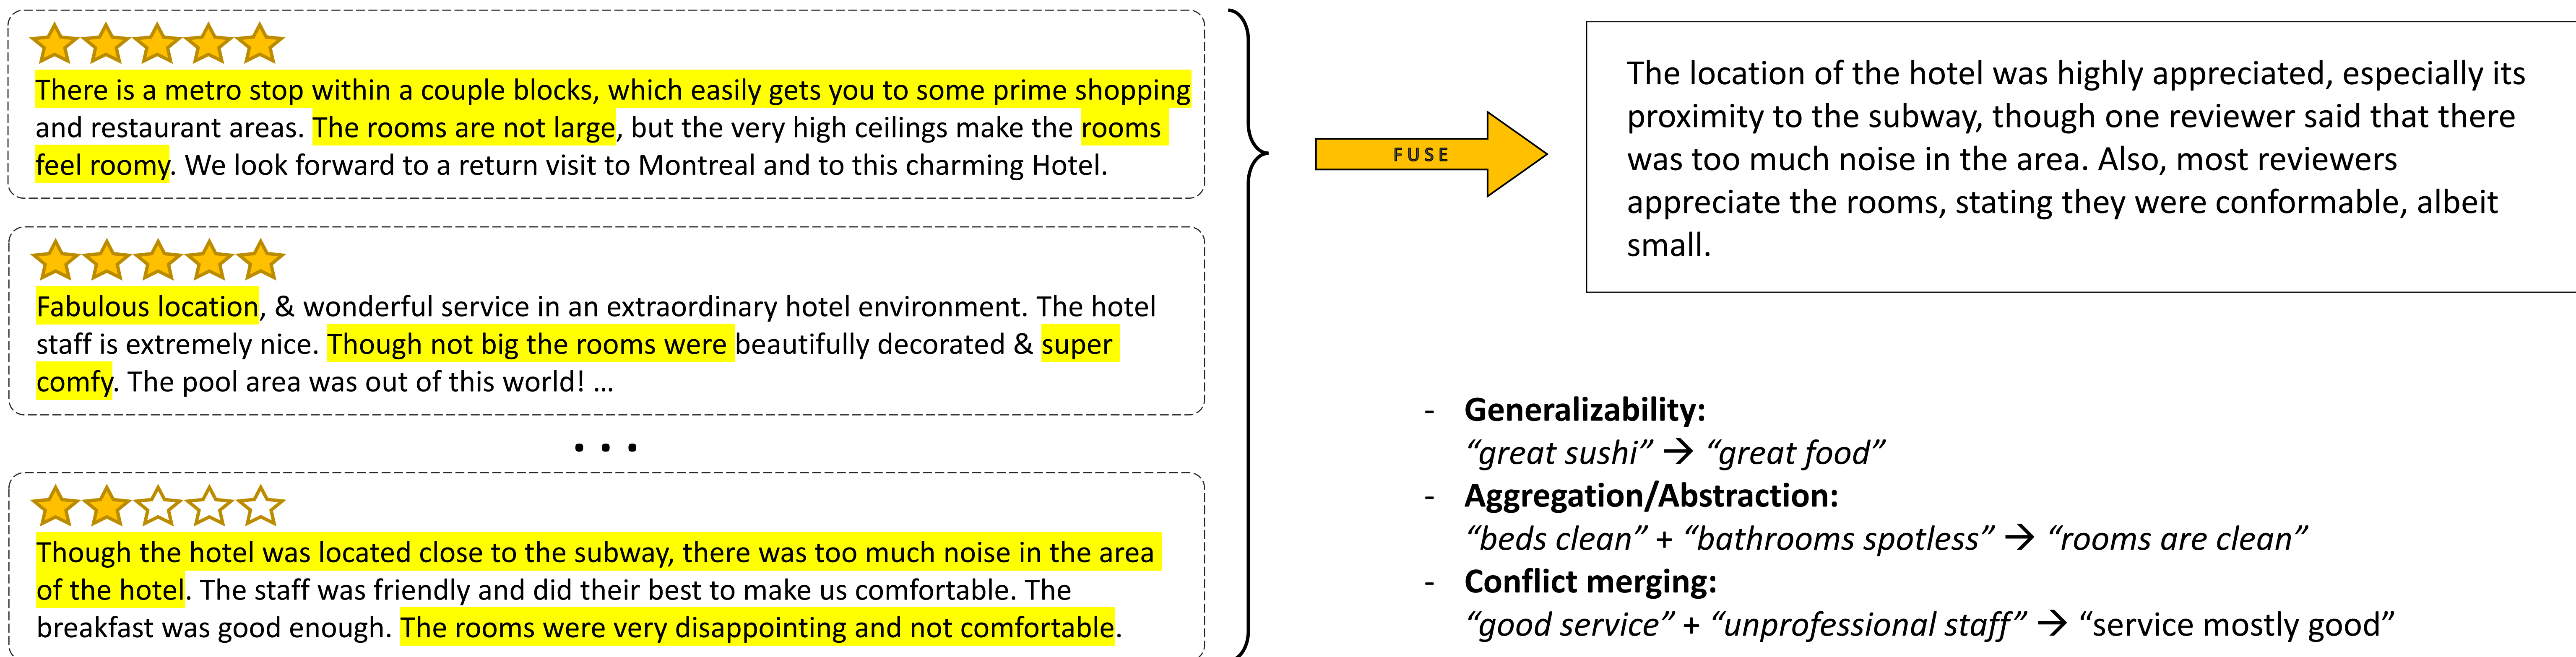 There is a metro stop within a couple blocks, which easily gets you to some prime shopping
and restaurant areas. The rooms are not large, but the very high ceilings make the rooms
feel roomy. We look forward to a return visit to Montreal and to this charming Hotel.
Fabulous location, & wonderful service in an extraordinary hotel environment. The hotel
staff is extremely nice. Though not big the rooms were beautifully decorated & super
comfy. The pool area was out of this world! ...
. . .
Though the hotel was located close to the subway, there was too much noise in the area
of the hotel. The staff was friendly and did their best to make us comfortable. The
breakfast was good enough. The rooms were very disappointing and not comfortable.
FUSE
The location of the hotel was highly appreciated, especially its
proximity to the subway, though one reviewer said that there
was too much noise in the area. Also, most reviewers
appreciate the rooms, stating they were conformable, albeit
small.
- Generalizability:
“great sushi” → “great food”
- Aggregation/Abstraction:
“beds clean” + “bathrooms spotless” → “rooms are clean”
- Conflict merging:
“good service” + “unprofessional staff” → “service mostly good”